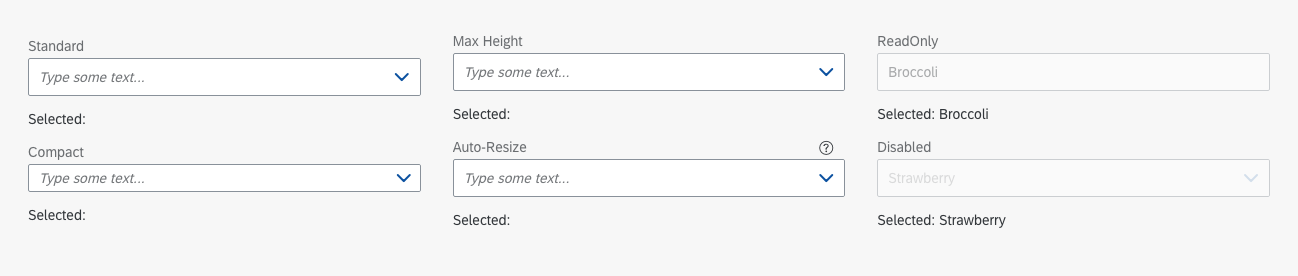 Standard
Type some text...
Selected:
Compact
Type some text...
Selected:
Max Height
Type some text...
Selected:
Auto-Resize
Type some text...
Selected:
ReadOnly
Broccoli
Selected: Broccoli
Disabled
Strawberry
Selected: Strawberry